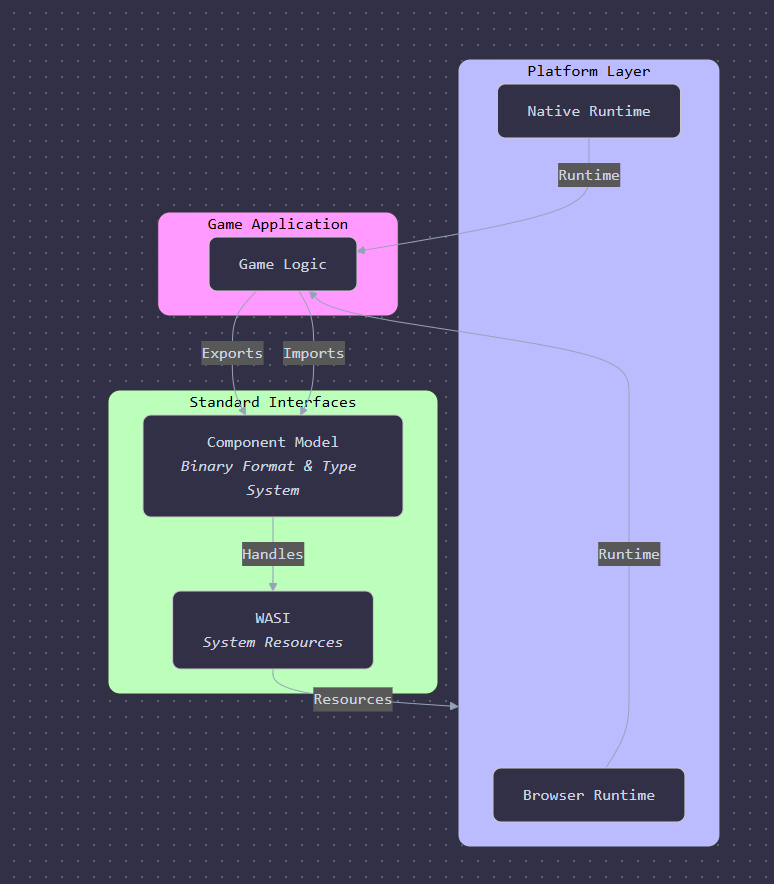 Platform Layer
Native Runtime
Runtime
Game Application
Game Logic
Exports
Imports
Standard Interfaces
Component Model
Binary Format & Type
System
Handles
Runtime
WASI
System Resources
Resources
Browser Runtime